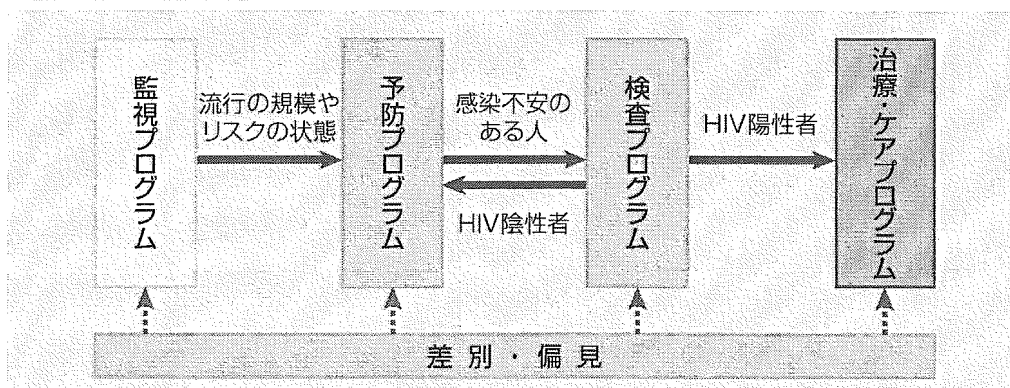 監視プログラム
流行の規模や
リスクの状態
予防プログラム
感染不安の
ある人
HIV陰性者
検査プログラム
HIV陽性者
治療・ケアプログラム
差別・偏見